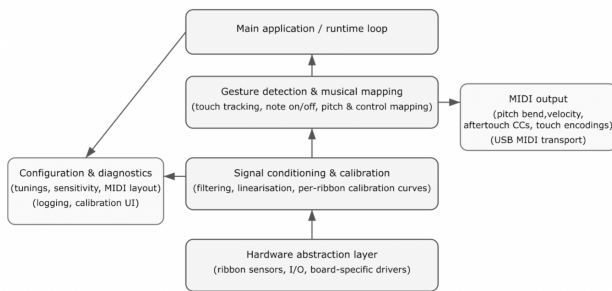 Main application / runtime loop
Gesture detection & musical mapping
(touch tracking, note on/off, pitch & control mapping)
MIDI output
(pitch bend,velocity,
aftertouch CCs, touch encodings)
(USB MIDI transport)
Configuration & diagnostics
(tunings, sensitivity, MIDI layout)
(logging, calibration UI)
Signal conditioning & calibration
(filtering, linearisation, per-ribbon calibration curves)
Hardware abstraction layer
(ribbon sensors, I/O, board-specific drivers)